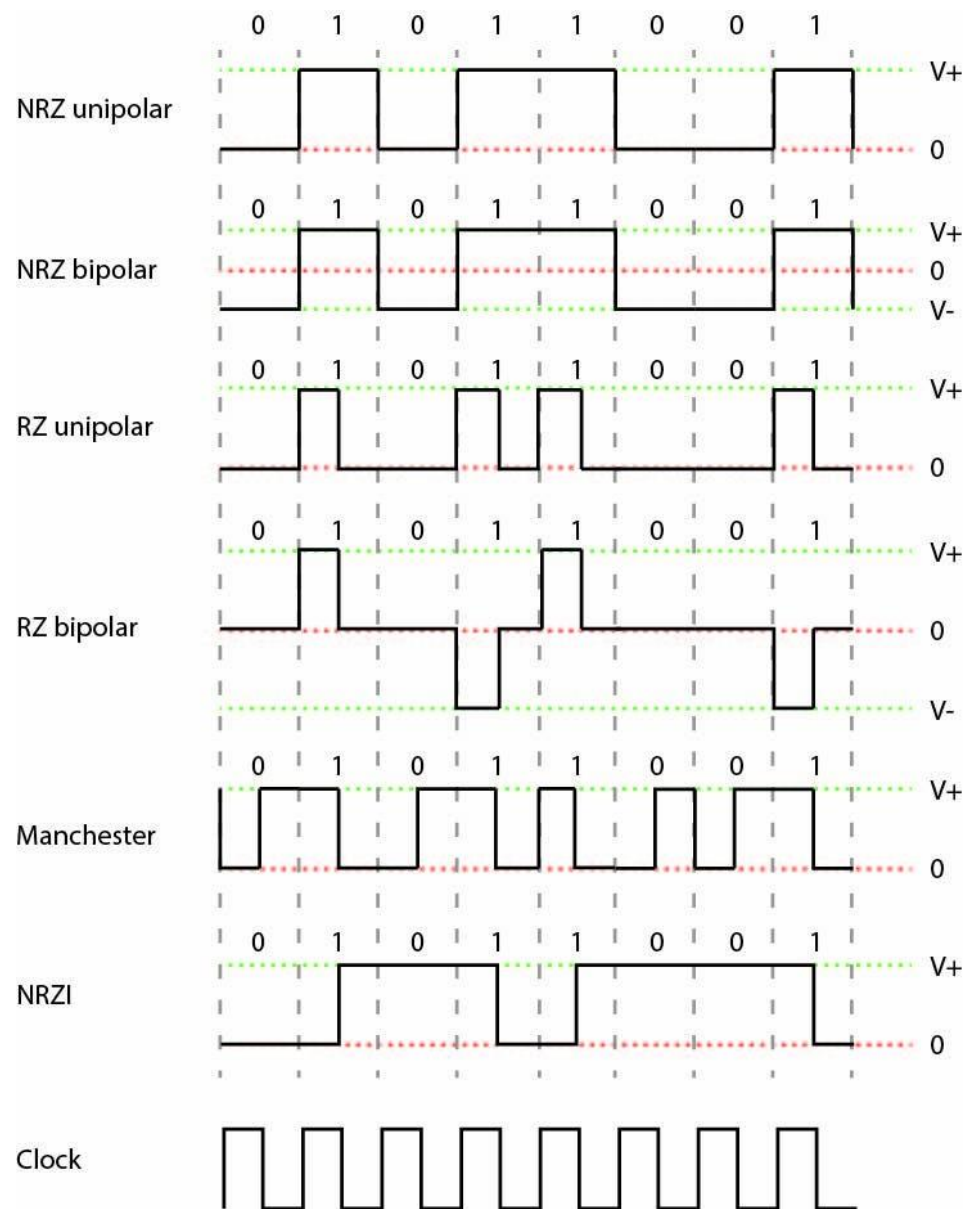 0 1 0 1 1 0 0 1
V+
NRZ unipolar
0
0 1 0 1 1 0 0 1
V+
NRZ bipolar 0
V-
0 1 0 1 1 0 0 1
V+
RZ unipolar
0
0 1 0 1 1 0 0 1
V+
RZ bipolar 0
V-
0 1 0 1 1 0 0 1
V+
Manchester
0
0 1 0 1 1 0 0 1
V+
NRZI
0
Clock